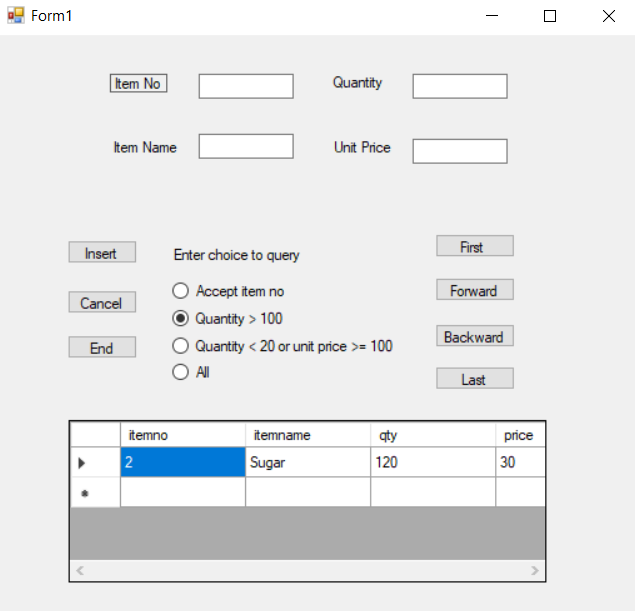 Form1
Item No
Quantity
Item Name
Unit Price
Insert
Enter choice to query
First
Cancel
Accept item no
Forward
Quantity > 100
End
Quantity < 20 or unit price >= 100
Backward
All
Last
itemno itemname qty price
2 Sugar 120 30